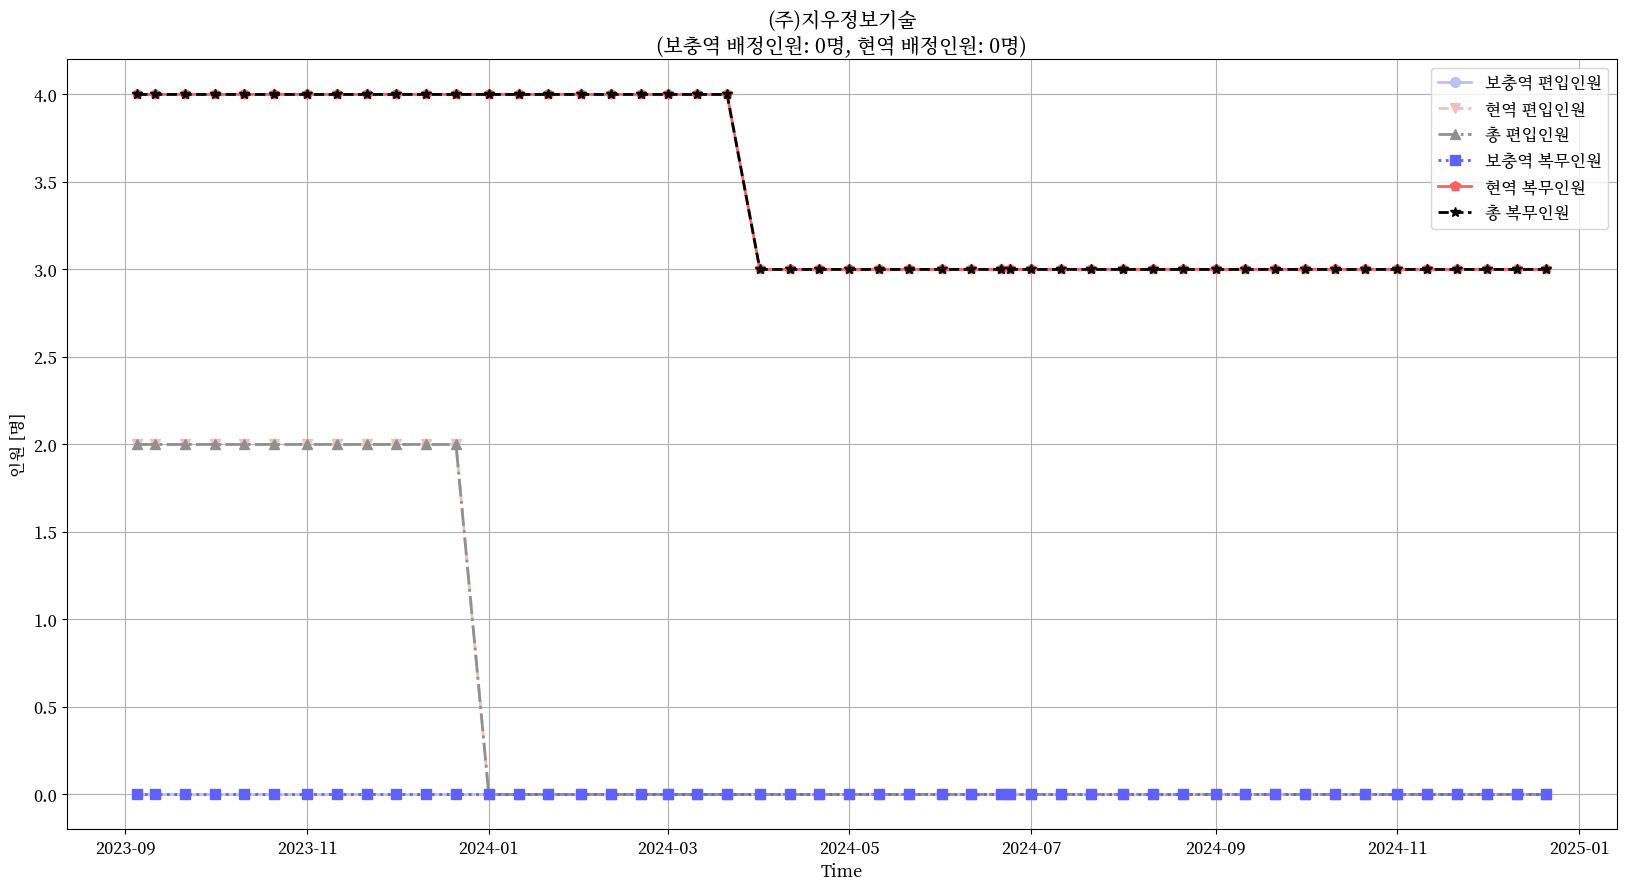 (주)지우정보기술
(보충역 배정인원: 0명, 현역 배정인원: 0명)
보충역 편입인원
현역 편입인원
총 편입인원
보충역 복무인원
현역 복무인원
총 복무인원
인원 [명]
4.0
3.5
3.0
2.5
2.0
1.5
1.0
0.5
0.0
2023-09
2023-11
2024-01
2024-03
2024-05
2024-07
2024-09
2024-11
2025-01
Time